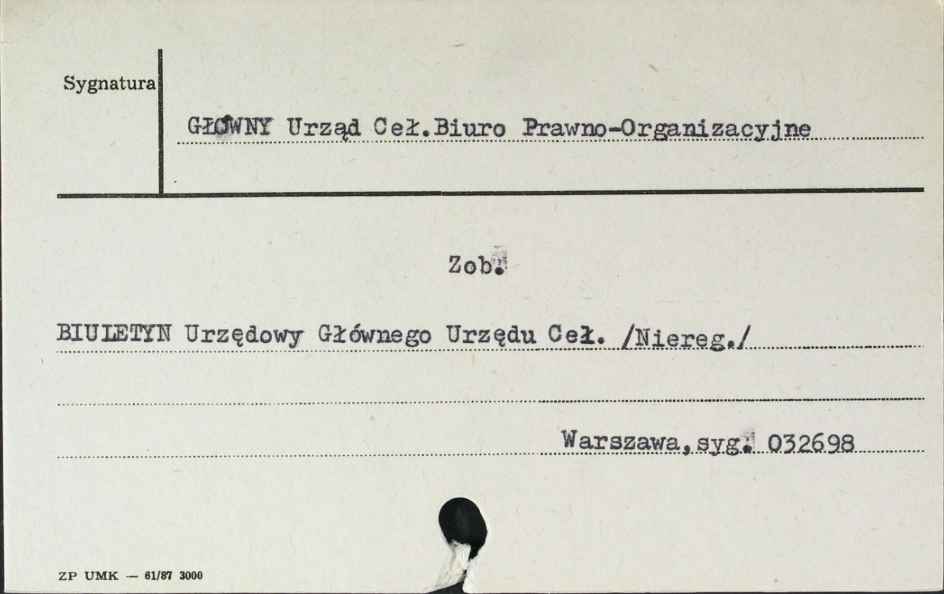 Sygnatura
GŁÓWNY Urząd Ceł.Biuro Prawno-Organizacyjne
Zob.
BIULETYN Urzędowy Głównego Urzędu Ceł. /Niereg./
Warszawa,syg. 032698
ZP UMK — 61/87 3000